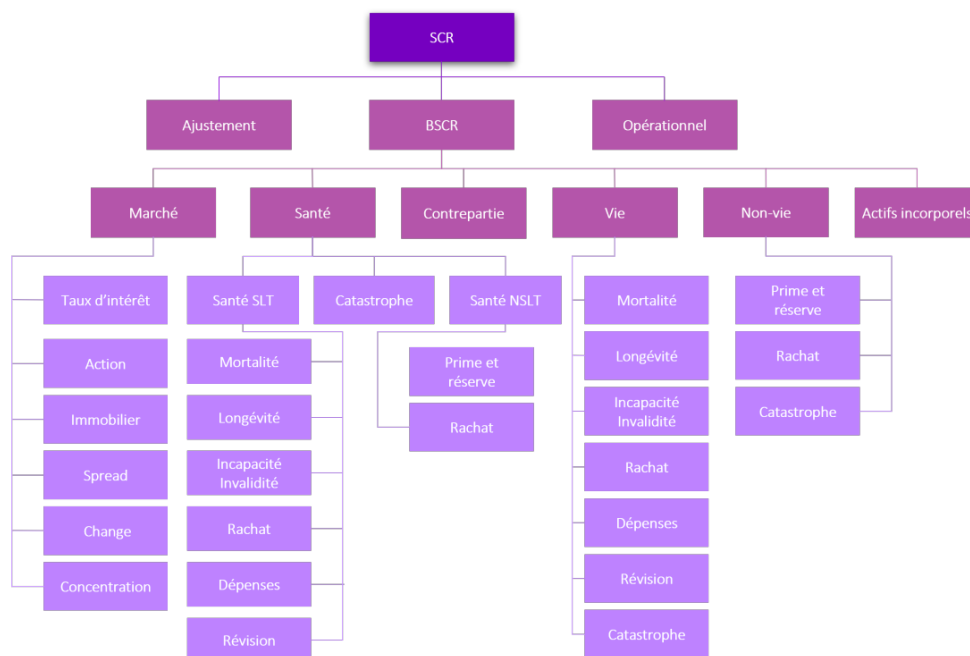 SCR
Ajustement
BSCR
Opérationnel
Marché
Santé
Contrepartie
Vie
Non-vie
Actifs incorporels
Taux d'intérêt
Action
Immobilier
Spread
Change
Concentration
Santé SLT
Catastrophe
Santé NSLT
Mortalité
Longévité
Incapacité
Invalidité
Rachat
Dépenses
Révision
Prime et
réserve
Rachat
Mortalité
Longévité
Incapacité
Invalidité
Rachat
Dépenses
Révision
Catastrophe
Prime et
réserve
Rachat
Catastrophe